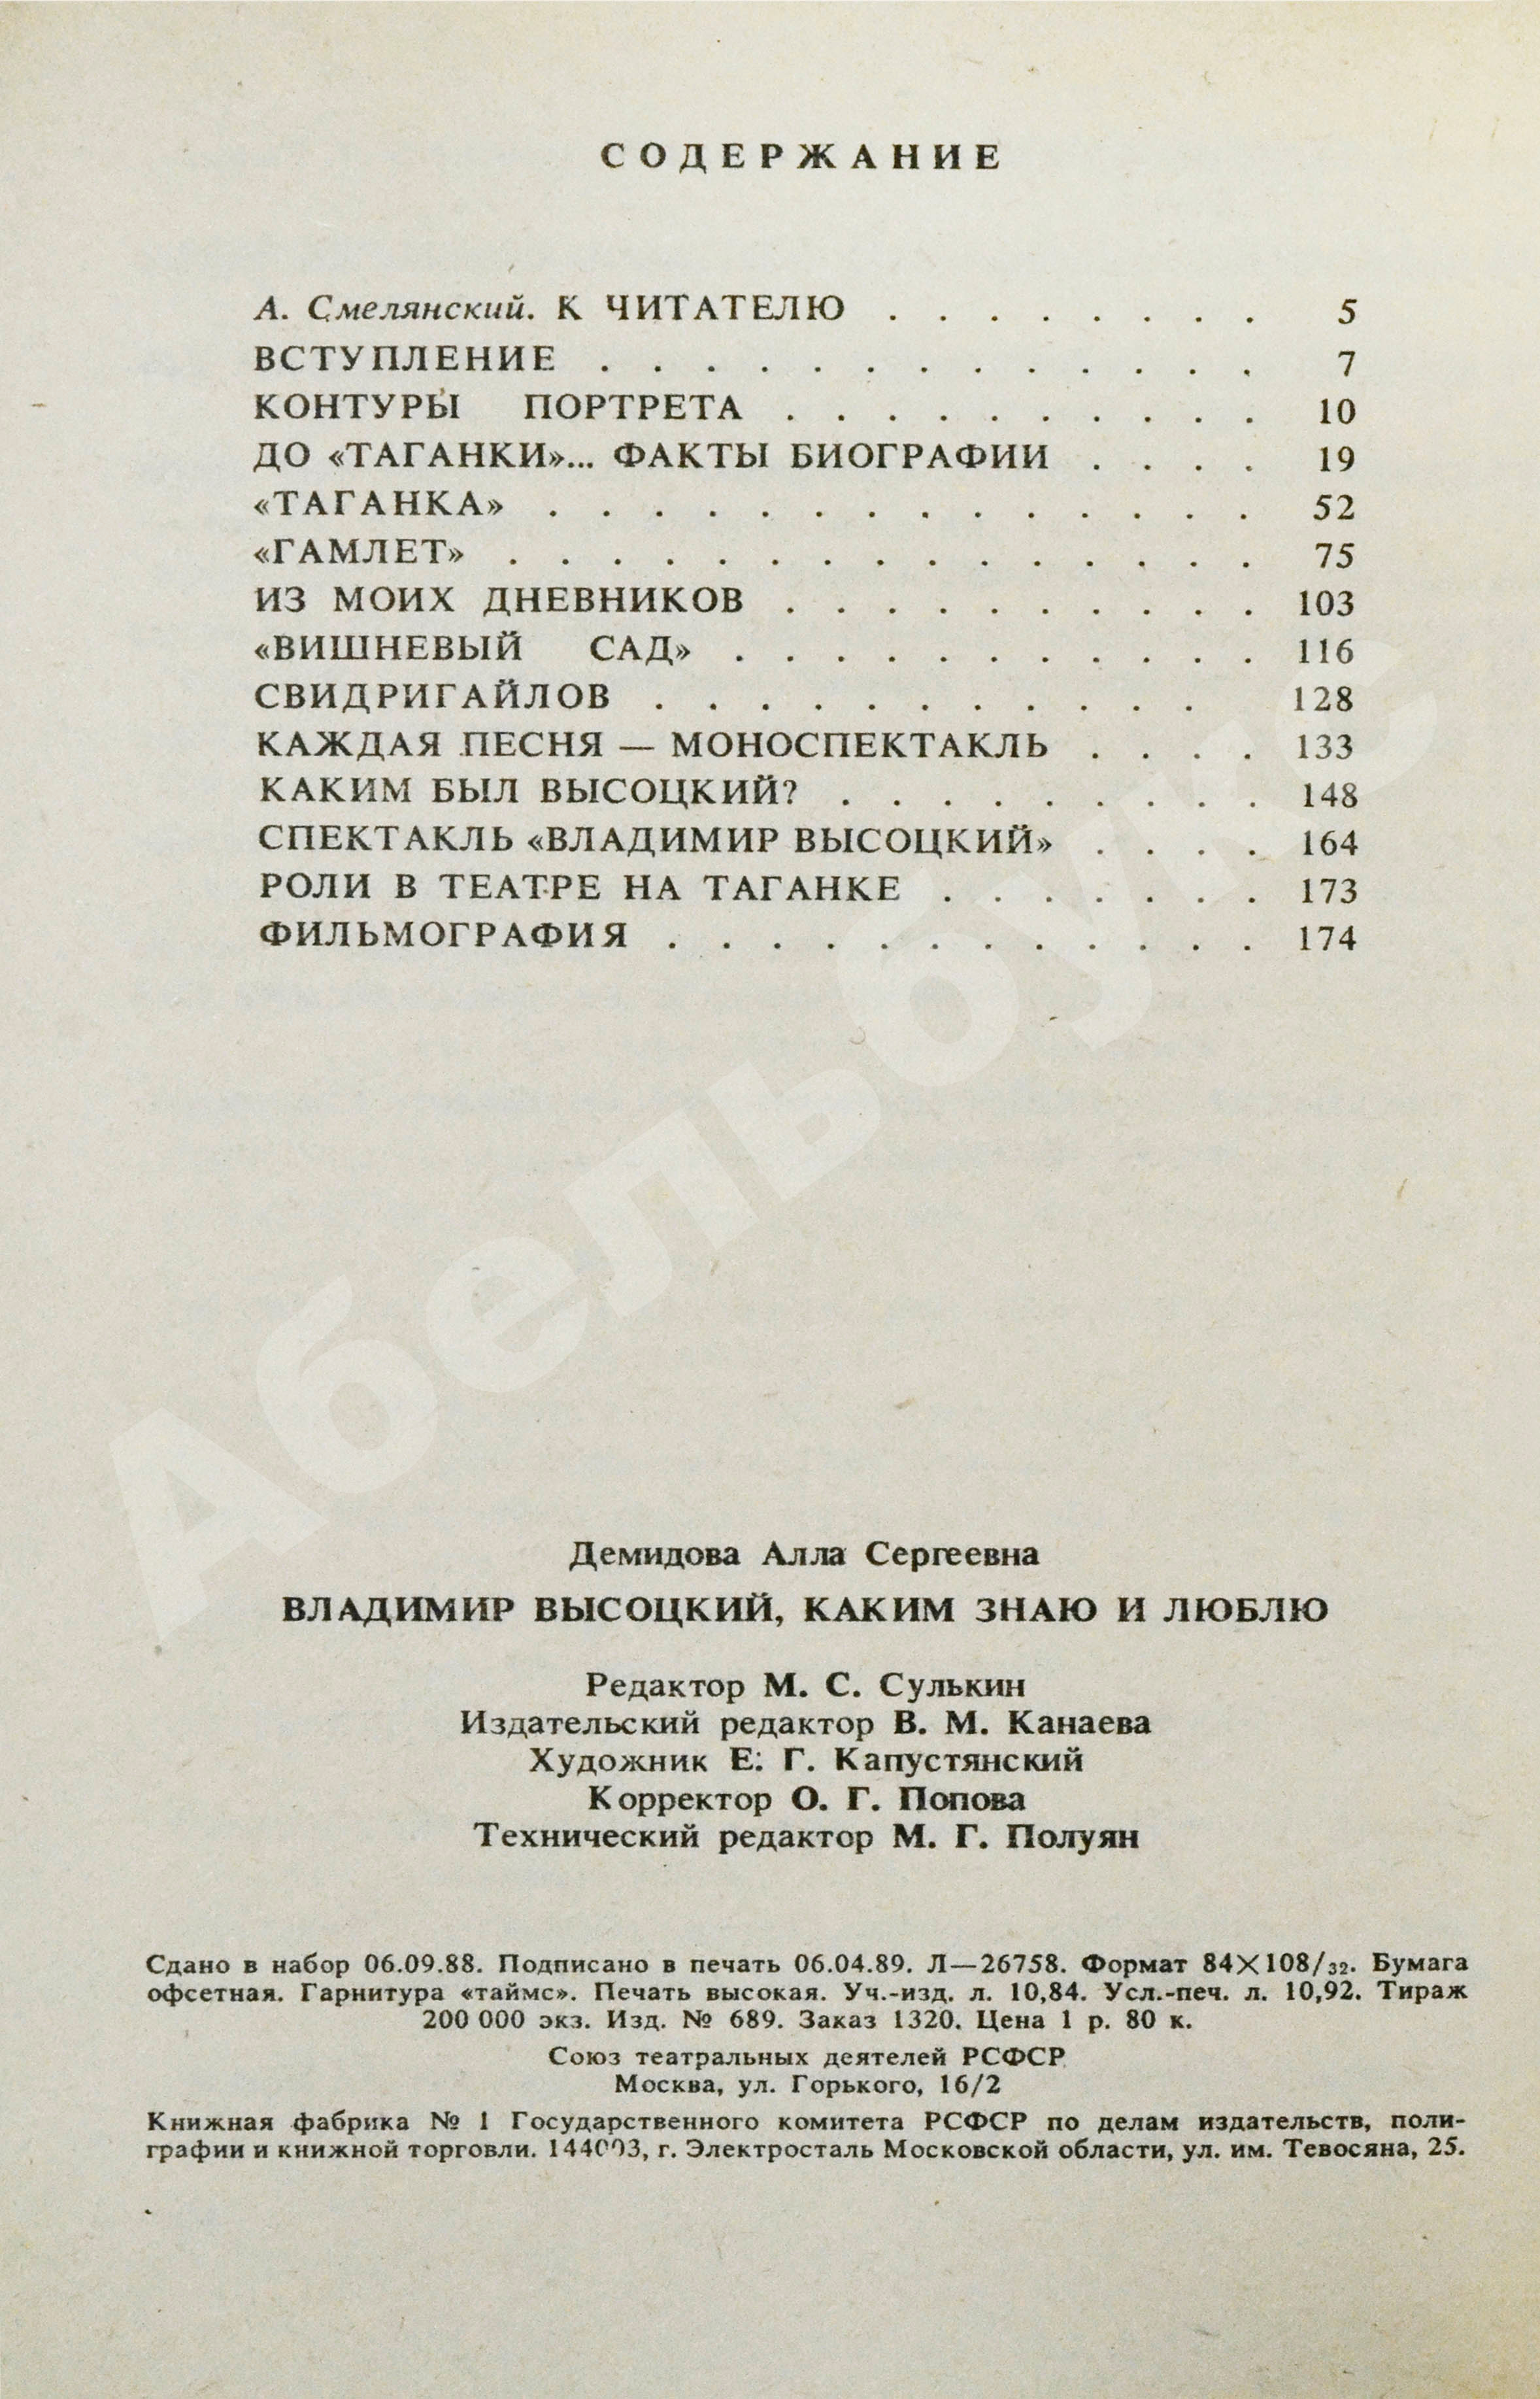 СОДЕРЖАНИЕ
А. Смелянский. К ЧИТАТЕЛЮ . . . . . . . . 5
ВСТУПЛЕНИЕ . . . . . . . . . . . . . 7
КОНТУРЫ ПОРТРЕТА . . . . . . . . . . 10
ДО «ТАГАНКИ»... ФАКТЫ БИОГРАФИИ . . . . 19
«ТАГАНКА» . . . . . . . . . . . . . . 52
«ГАМЛЕТ» . . . . . . . . . . . . . . . 75
ИЗ МОИХ ДНЕВНИКОВ . . . . . . . . . . 103
«ВИШНЕВЫЙ САД» . . . . . . . . . . . 116
СВИДРИГАЙЛОВ . . . . . . . . . . . 128
КАЖДАЯ ПЕСНЯ — МОНОСПЕКТАКЛЬ . . . . 133
КАКИМ БЫЛ ВЫСОЦКИЙ? . . . . . . . . . 148
СПЕКТАКЛЬ «ВЛАДИМИР ВЫСОЦКИЙ» . . . . 164
РОЛИ В ТЕАТРЕ НА ТАГАНКЕ . . . . . . . 173
ФИЛЬМОГРАФИЯ . . . . . . . . . . . . 174
Абельбукс
Демидова Алла Сергеевна
ВЛАДИМИР ВЫСОЦКИЙ, КАКИМ ЗНАЮ И ЛЮБЛЮ
Редактор М. С. Сулькин
Издательский редактор В. М. Канаева
Художник Е. Г. Капустянский
Корректор О. Г. Попова
Технический редактор М. Г. Полуян
Сдано в набор 06.09.88. Подписано в печать 06.04.89. Л—26758. Формат 84×108/32. Бумага
офсетная. Гарнитура «таймс». Печать высокая. Уч.-изд. л. 10,84. Усл.-печ. л. 10,92. Тираж
200 000 экз. Изд. № 689. Заказ 1320. Цена 1 р. 80 к.
Союз театральных деятелей РСФСР
Москва, ул. Горького, 16/2
Книжная фабрика № 1 Государственного комитета РСФСР по делам издательств, поли-
графии и книжной торговли. 144003, г. Электросталь Московской области, ул. им. Тевосяна, 25.